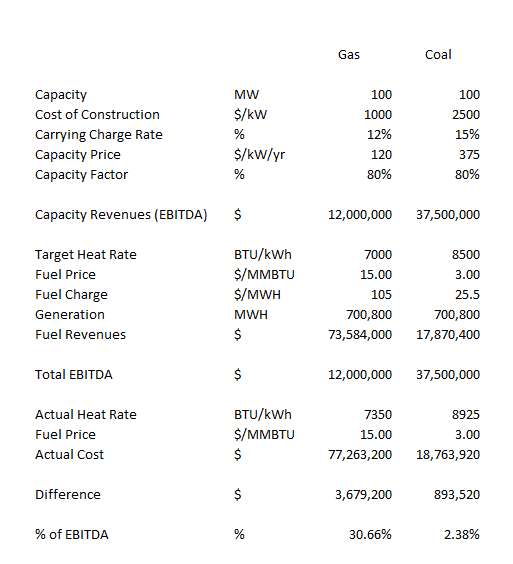 Gas Coal
Capacity MW 100 100
Cost of Construction $/kW 1000 2500
Carrying Charge Rate % 12% 15%
Capacity Price $/kW/yr 120 375
Capacity Factor % 80% 80%
Capacity Revenues (EBITDA) $ 12,000,000 37,500,000
Target Heat Rate BTU/kWh 7000 8500
Fuel Price $/MMBTU 15.00 3.00
Fuel Charge $/MWH 105 25.5
Generation MWH 700,800 700,800
Fuel Revenues $ 73,584,000 17,870,400
Total EBITDA $ 12,000,000 37,500,000
Actual Heat Rate BTU/kWh 7350 8925
Fuel Price $/MMBTU 15.00 3.00
Actual Cost $ 77,263,200 18,763,920
Difference $ 3,679,200 893,520
% of EBITDA % 30.66% 2.38%